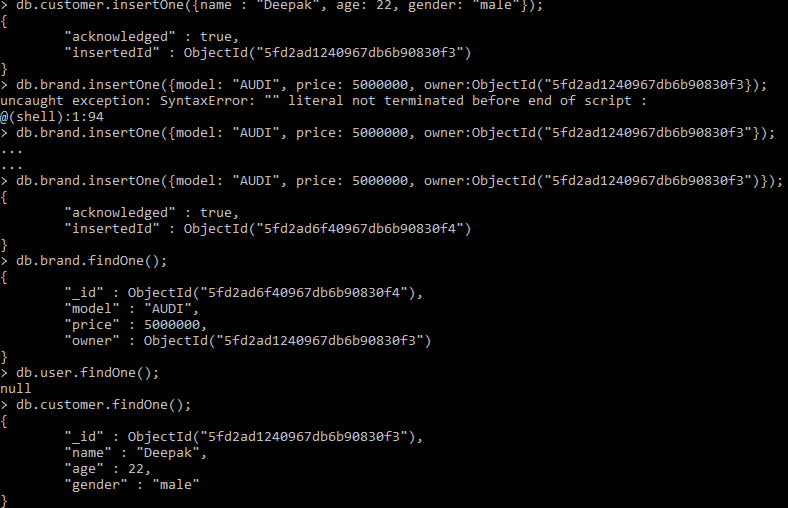 > db.customer.insertOne({name : "Deepak", age: 22, gender: "male"});
{
        "acknowledged" : true,
        "insertedId" : ObjectId("5fd2ad1240967db6b90830f3")
}
> db.brand.insertOne({model: "AUDI", price: 5000000, owner:ObjectId("5fd2ad1240967db6b90830f3});
uncaught exception: SyntaxError: "" literal not terminated before end of script :
@(shell):1:94
> db.brand.insertOne({model: "AUDI", price: 5000000, owner:ObjectId("5fd2ad1240967db6b90830f3"});
...
...
> db.brand.insertOne({model: "AUDI", price: 5000000, owner:ObjectId("5fd2ad1240967db6b90830f3")});
{
        "acknowledged" : true,
        "insertedId" : ObjectId("5fd2ad6f40967db6b90830f4")
}
> db.brand.findOne();
{
        "_id" : ObjectId("5fd2ad6f40967db6b90830f4"),
        "model" : "AUDI",
        "price" : 5000000,
        "owner" : ObjectId("5fd2ad1240967db6b90830f3")
}
> db.user.findOne();
null
> db.customer.findOne();
{
        "_id" : ObjectId("5fd2ad1240967db6b90830f3"),
        "name" : "Deepak",
        "age" : 22,
        "gender" : "male"
}